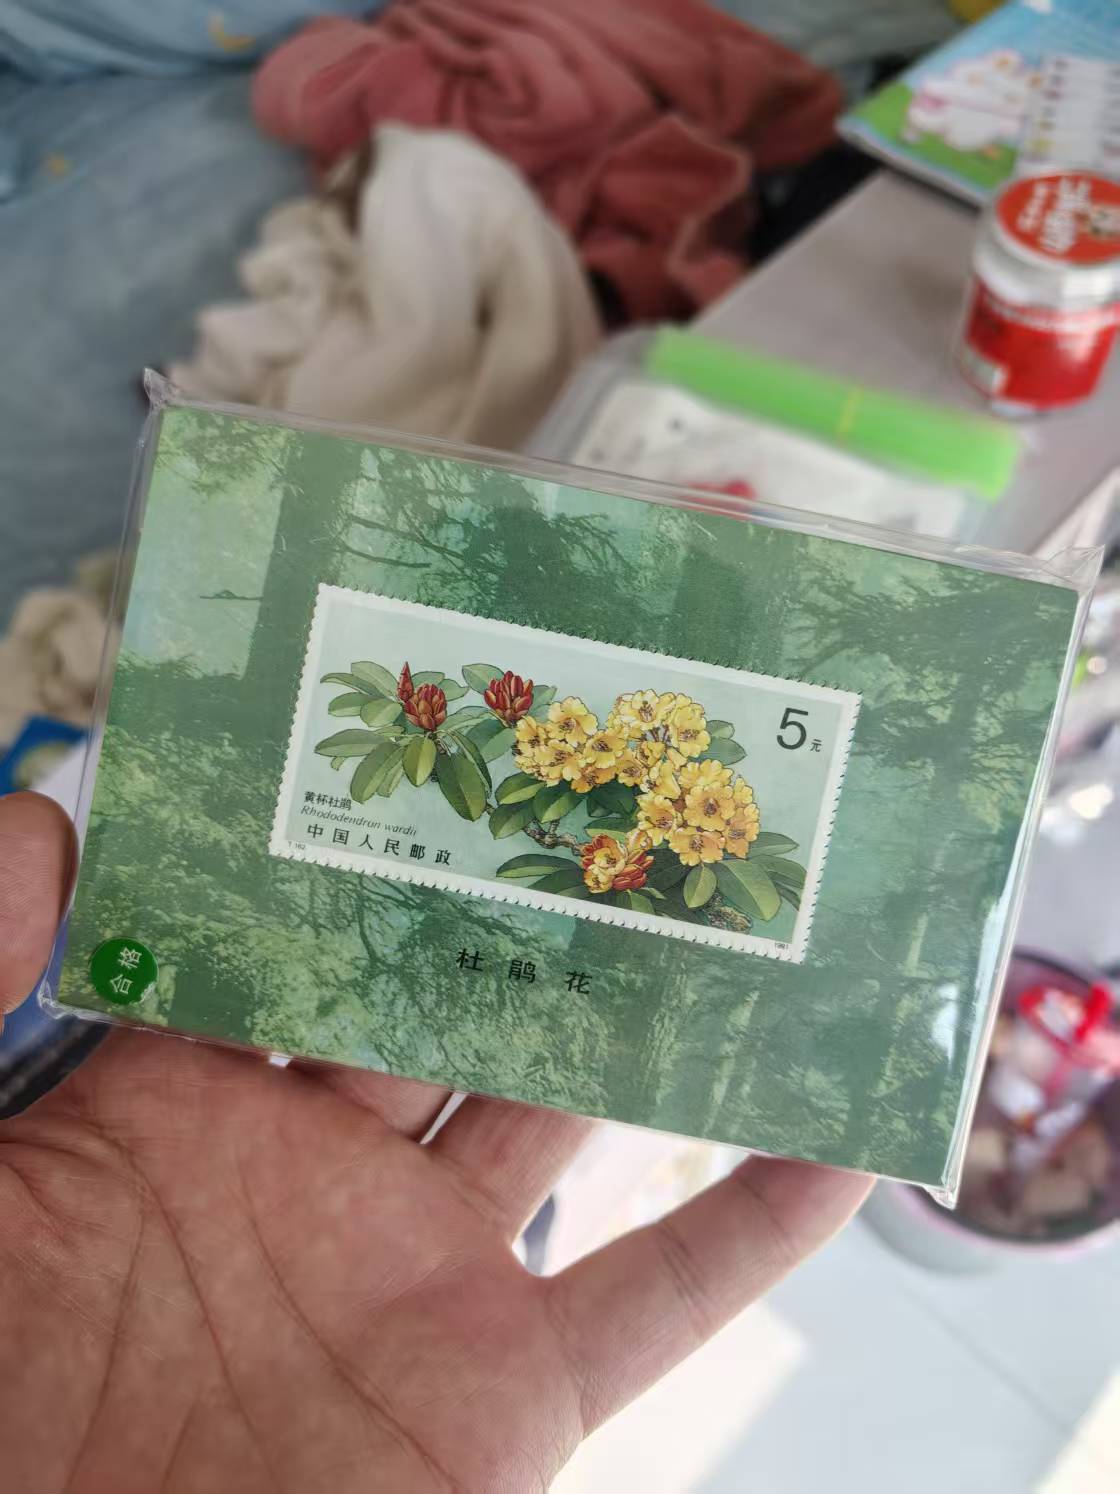 5元
黄杯杜鹃
Rhododendron wardii
中国人民邮政
T 162
1991
杜鹃花
合格